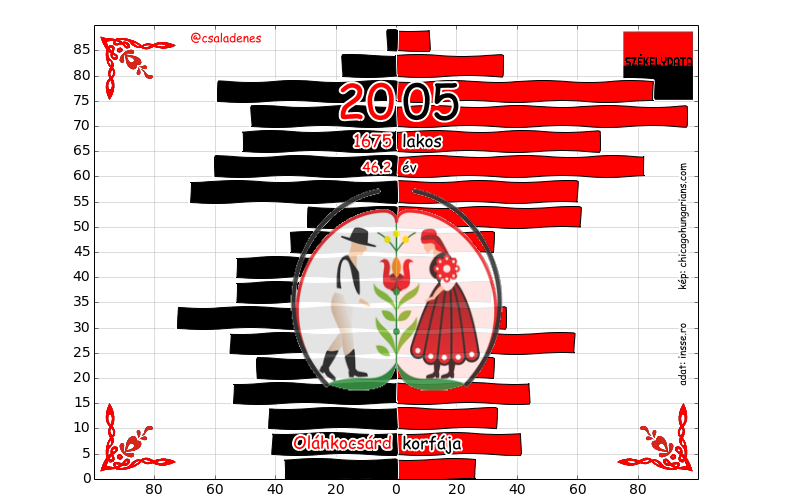 @csaladenes
SZÉKELYDATA
2005
1675 lakos
46.2 év
kép: chicagohungarians.com
adat: insse.ro
Oláhkocsárd korfája
85
80
75
70
65
60
55
50
45
40
35
30
25
20
15
10
5
0
80 60 40 20 0 20 40 60 80